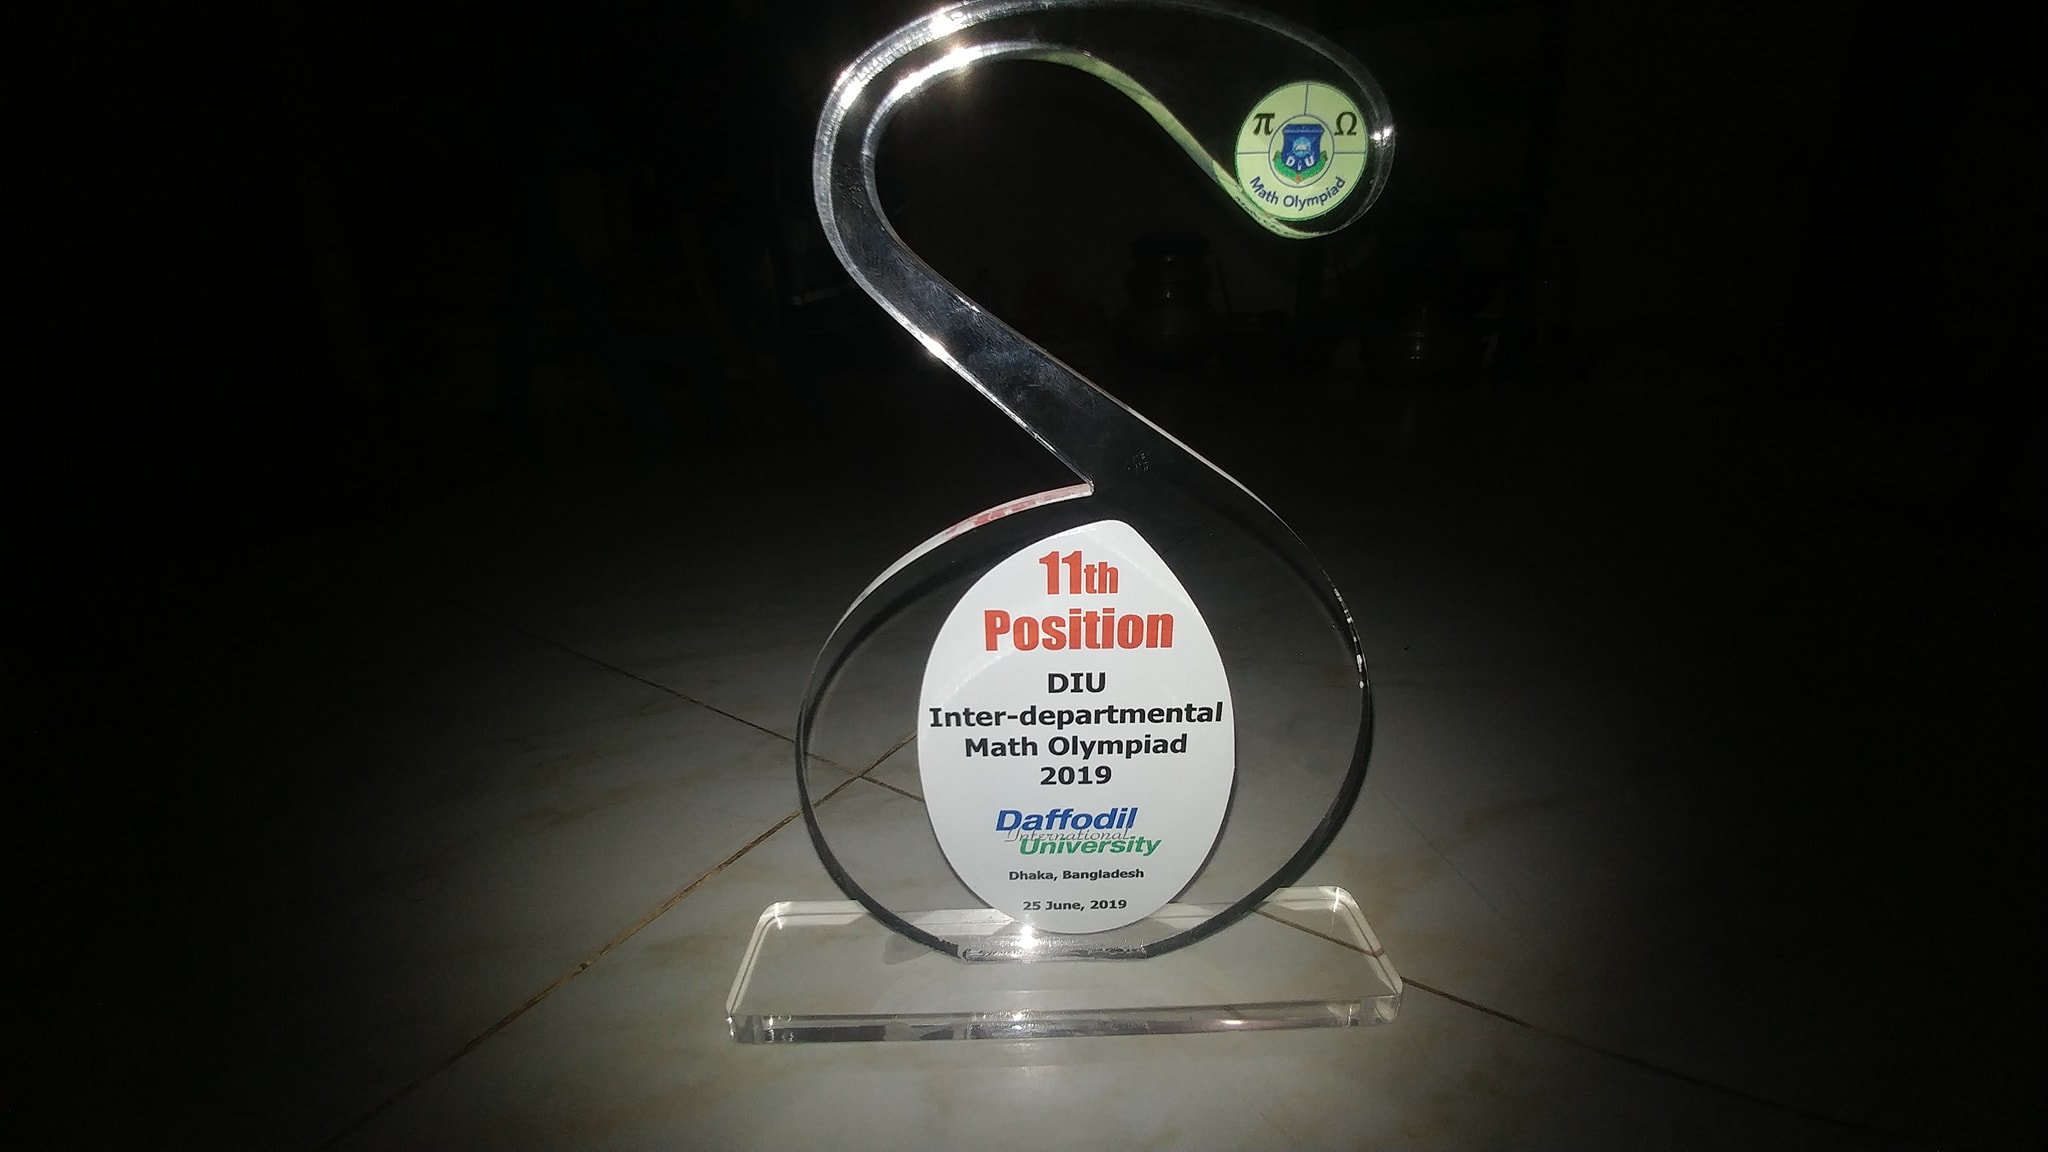 π Ω
DIU
Math Olympiad
11th
Position
DIU
Inter-departmental
Math Olympiad
2019
Daffodil
International
University
Dhaka, Bangladesh
25 June, 2019